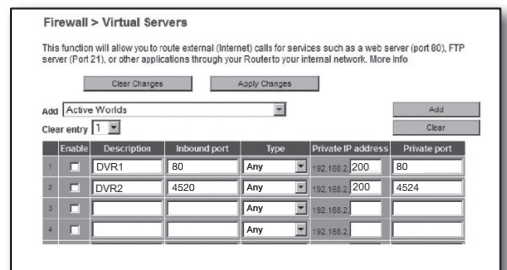 Firewall > Virtual Servers
This function will allow you to route external (Internet) calls for services such as a web server (port 80), FTP
server (Port 21), or other applications through your Router to your internal network. More Info
Clear Changes Apply Changes
Add Active Worlds Add
Clear entry 1 Clear
Enable Description Inbound port Type Private IP address Private port
1 DVR1 80 Any 192.168.2. 200 80
2 DVR2 4520 Any 192.168.2. 200 4524
3 Any 192.168.2.
4 Any 192.168.2.